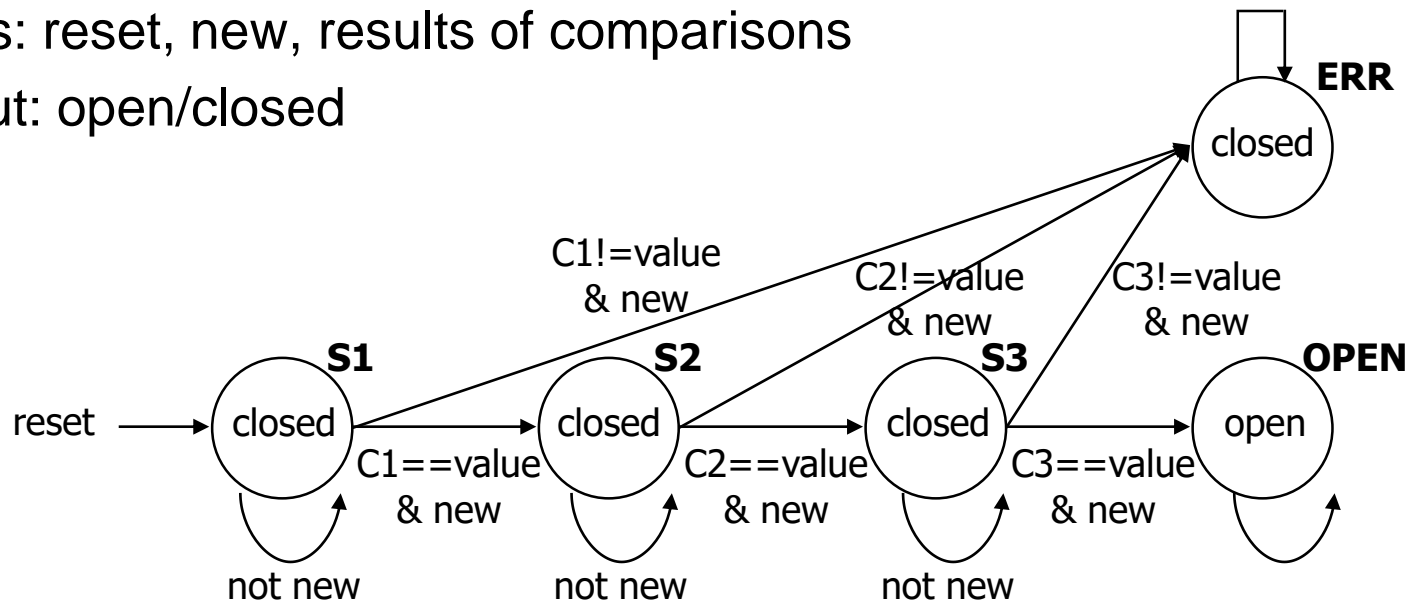 s: reset, new, results of comparisons
ut: open/closed
ERR
closed
C1!=value
& new
C2!=value
& new
C3!=value
& new
S1
S2
S3
OPEN
reset
closed
closed
closed
open
C1==value
& new
C2==value
& new
C3==value
& new
not new
not new
not new